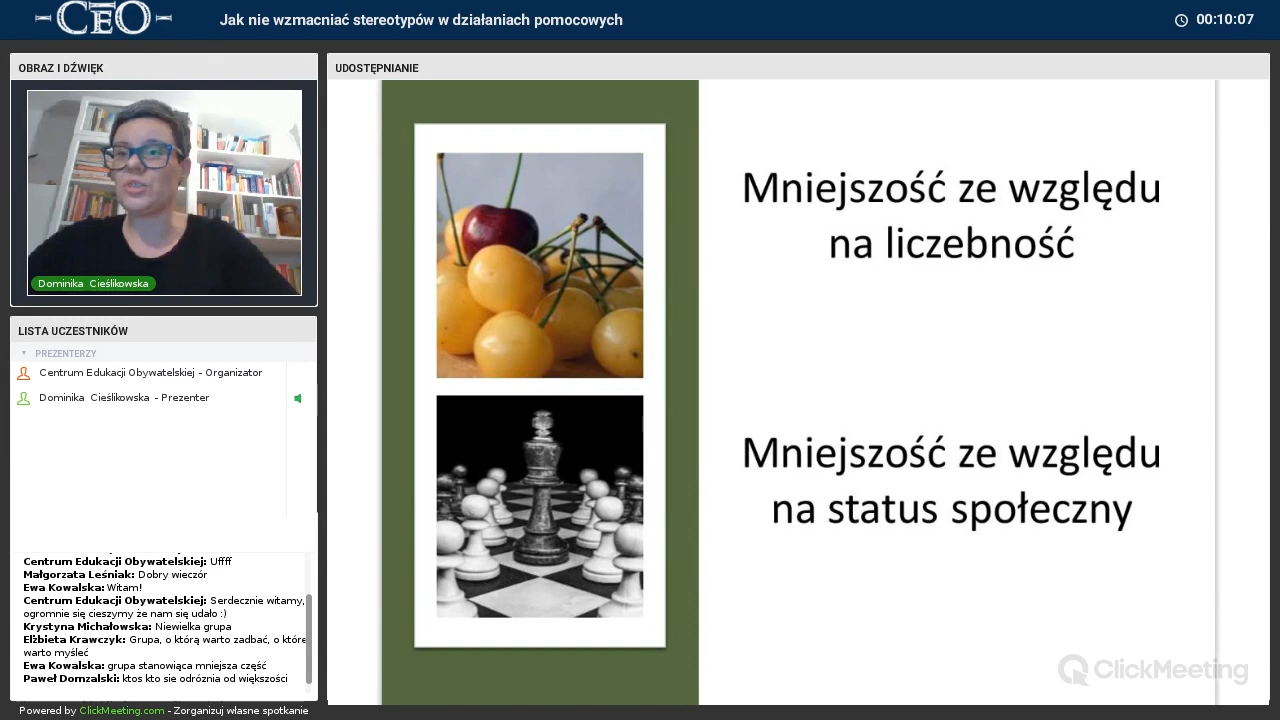 CEO
Jak nie wzmacniać stereotypów w działaniach pomocowych
00:10:07
OBRAZ I DŹWIĘK
Dominika Cieślikowska
LISTA UCZESTNIKÓW
PREZENTERZY
Centrum Edukacji Obywatelskiej - Organizator
Dominika Cieślikowska - Prezenter
Centrum Edukacji Obywatelskiej: Uffff
Małgorzata Leśniak: Dobry wieczór
Ewa Kowalska: Witam!
Centrum Edukacji Obywatelskiej: Serdecznie witamy,
ogromnie się cieszymy że nam się udało :)
Krystyna Michałowska: Niewielka grupa
Elżbieta Krawczyk: Grupa, o którą warto zadbać, o które
warto myśleć
Ewa Kowalska: grupa stanowiąca mniejsza część
Paweł Domzalski: ktos kto sie odróznia od większości
Powered by ClickMeeting.com - Zorganizuj własne spotkanie
UDOSTĘPNIANIE
Mniejszość ze względu
na liczebność
Mniejszość ze względu
na status społeczny
ClickMeeting